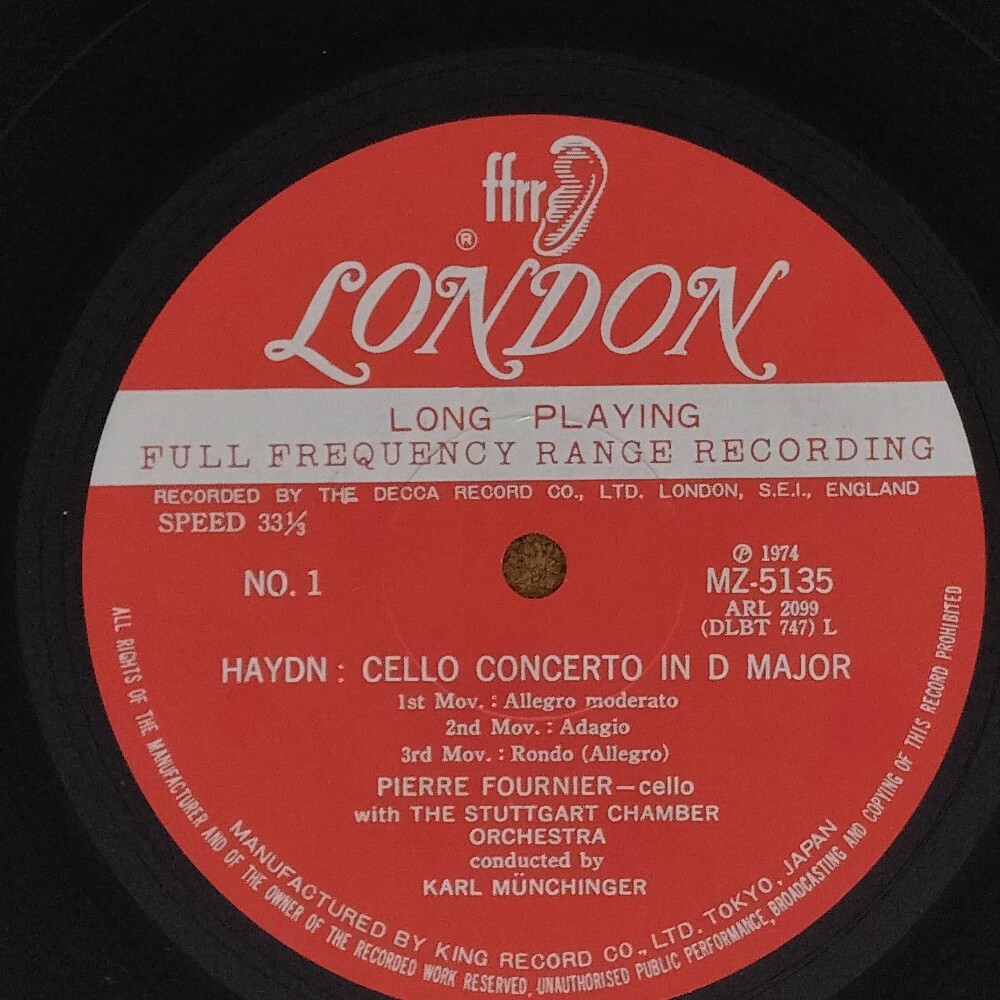 ffrr
®
LONDON
LONG PLAYING
FULL FREQUENCY RANGE RECORDING
RECORDED BY THE DECCA RECORD CO., LTD. LONDON, S.E.I., ENGLAND
SPEED 33⅓
NO. 1
℗ 1974
MZ-5135
ARL 2099
(DLBT 747) L
HAYDN : CELLO CONCERTO IN D MAJOR
1st Mov. : Allegro moderato
2nd Mov. : Adagio
3rd Mov. : Rondo (Allegro)
PIERRE FOURNIER—cello
with THE STUTTGART CHAMBER
ORCHESTRA
conducted by
KARL MÜNCHINGER
MANUFACTURED BY KING RECORD CO., LTD. TOKYO, JAPAN
ALL RIGHTS OF THE MANUFACTURER AND OF THE OWNER OF THE RECORDED WORK RESERVED, UNAUTHORISED PUBLIC PERFORMANCE, BROADCASTING AND COPYING OF THIS RECORD PROHIBITED